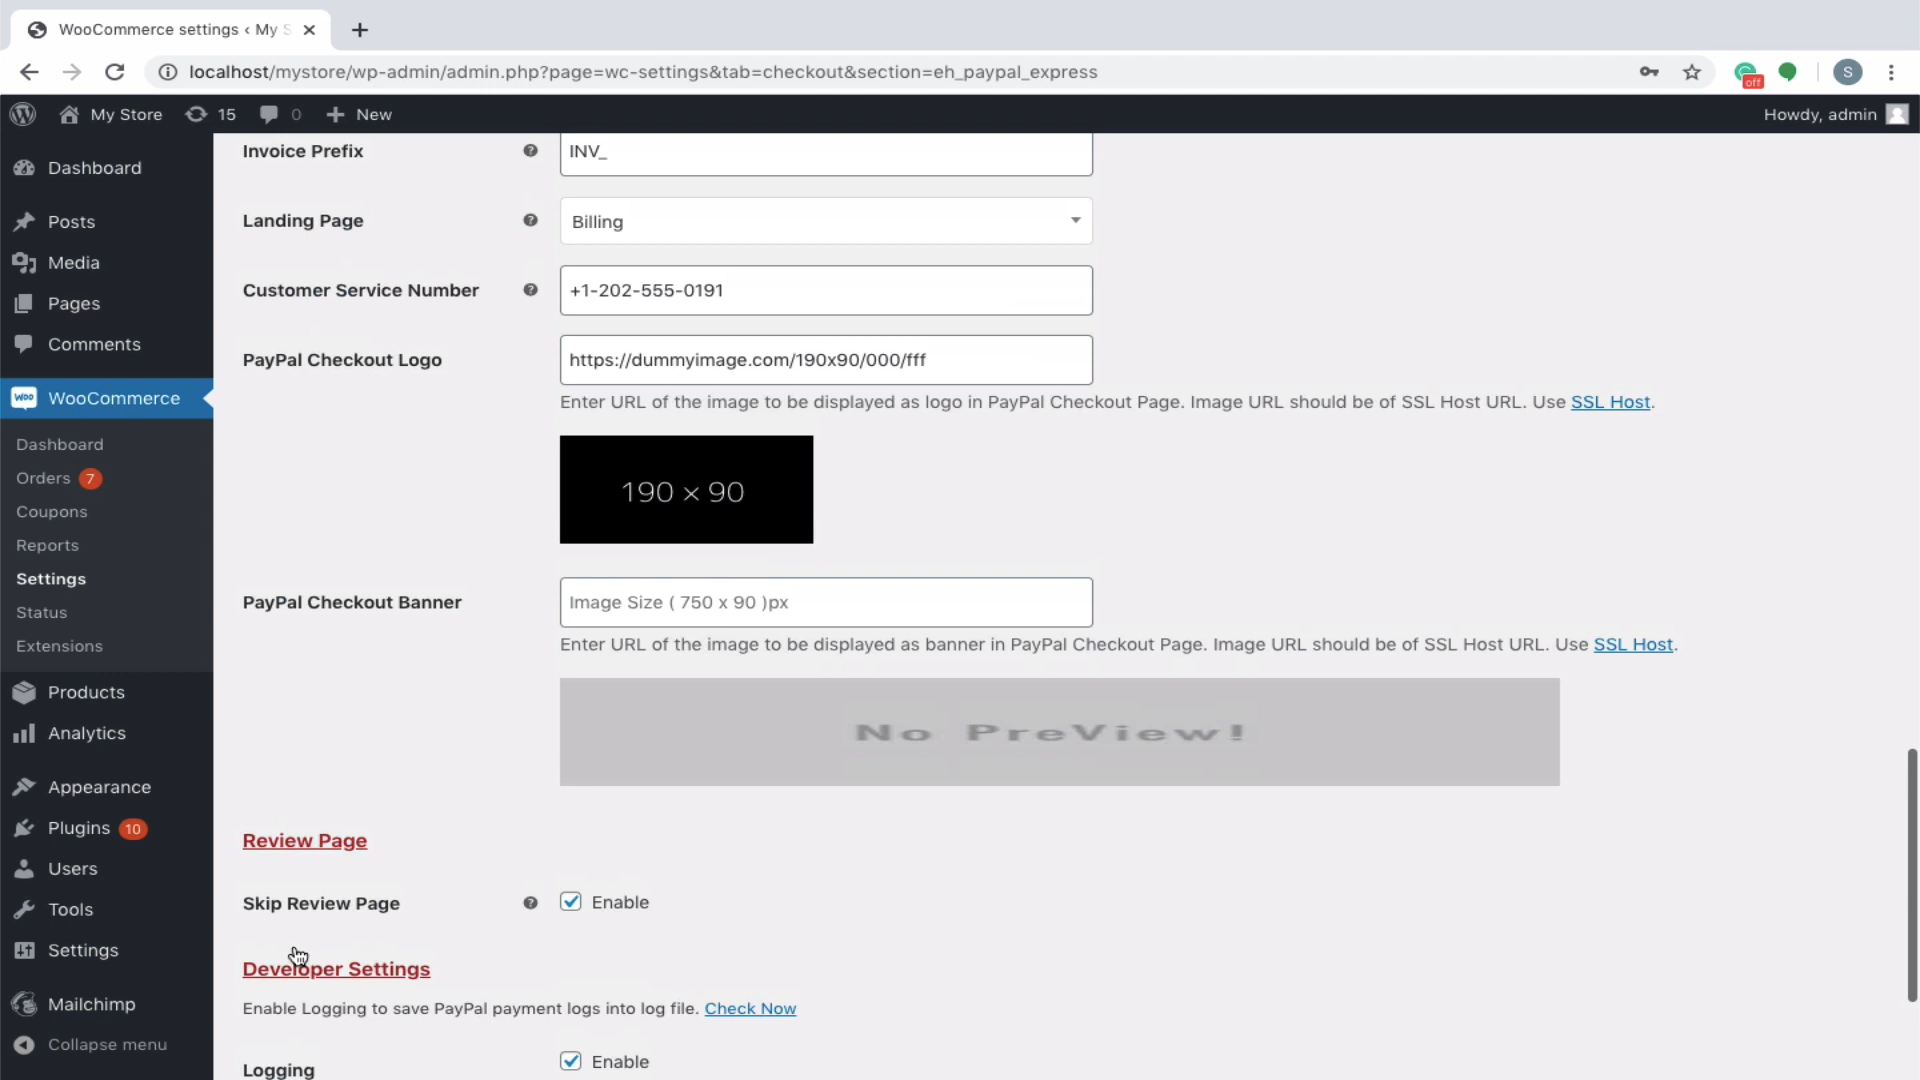 WooCommerce settings ‹ My S
localhost/mystore/wp-admin/admin.php?page=wc-settings&tab=checkout&section=eh_paypal_express
off
S
My Store
15
0
New
Howdy, admin
Dashboard
Posts
Media
Pages
Comments
WooCommerce
Dashboard
Orders 7
Coupons
Reports
Settings
Status
Extensions
Products
Analytics
Appearance
Plugins 10
Users
Tools
Settings
Mailchimp
Collapse menu
Invoice Prefix
INV_
Landing Page
Billing
Customer Service Number
+1-202-555-0191
PayPal Checkout Logo
https://dummyimage.com/190x90/000/fff
Enter URL of the image to be displayed as logo in PayPal Checkout Page. Image URL should be of SSL Host URL. Use SSL Host.
190 × 90
PayPal Checkout Banner
Image Size ( 750 x 90 )px
Enter URL of the image to be displayed as banner in PayPal Checkout Page. Image URL should be of SSL Host URL. Use SSL Host.
No PreView!
Review Page
Skip Review Page
Enable
Developer Settings
Enable Logging to save PayPal payment logs into log file. Check Now
Logging
Enable